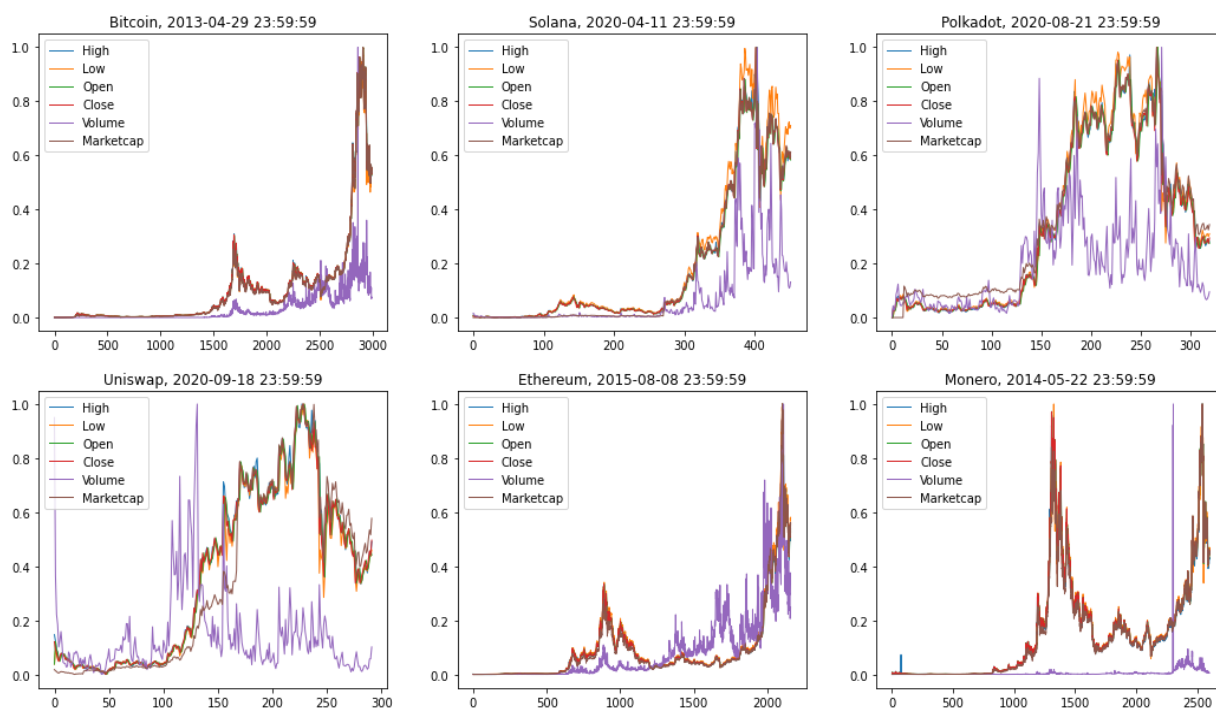 Bitcoin, 2013-04-29 23:59:59
1.0
0.8
0.6
0.4
0.2
0.0
High
Low
Open
Close
Volume
Marketcap
0 500 1000 1500 2000 2500 3000
Solana, 2020-04-11 23:59:59
1.0
0.8
0.6
0.4
0.2
0.0
High
Low
Open
Close
Volume
Marketcap
0 100 200 300 400
Polkadot, 2020-08-21 23:59:59
1.0
0.8
0.6
0.4
0.2
0.0
High
Low
Open
Close
Volume
Marketcap
0 50 100 150 200 250 300
Uniswap, 2020-09-18 23:59:59
1.0
0.8
0.6
0.4
0.2
0.0
High
Low
Open
Close
Volume
Marketcap
0 50 100 150 200 250 300
Ethereum, 2015-08-08 23:59:59
1.0
0.8
0.6
0.4
0.2
0.0
High
Low
Open
Close
Volume
Marketcap
0 500 1000 1500 2000
Monero, 2014-05-22 23:59:59
1.0
0.8
0.6
0.4
0.2
0.0
High
Low
Open
Close
Volume
Marketcap
0 500 1000 1500 2000 2500